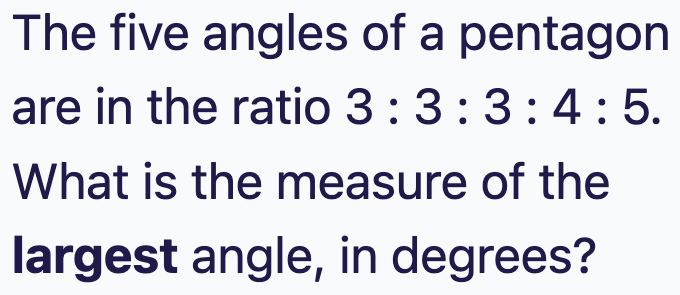 The five angles of a pentagon
are in the ratio 3 : 3 : 3 : 4 : 5.
What is the measure of the
largest angle, in degrees?